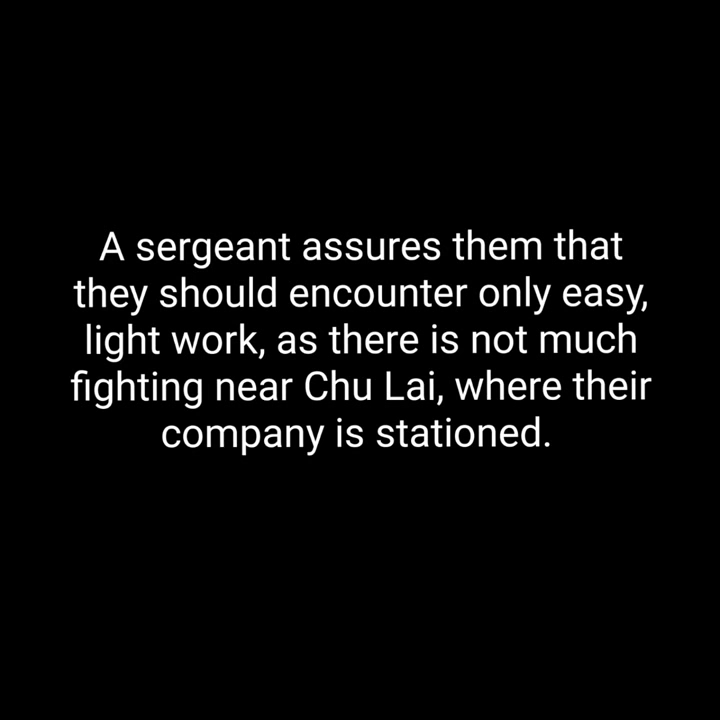 A sergeant assures them that
they should encounter only easy,
light work, as there is not much
fighting near Chu Lai, where their
company is stationed.